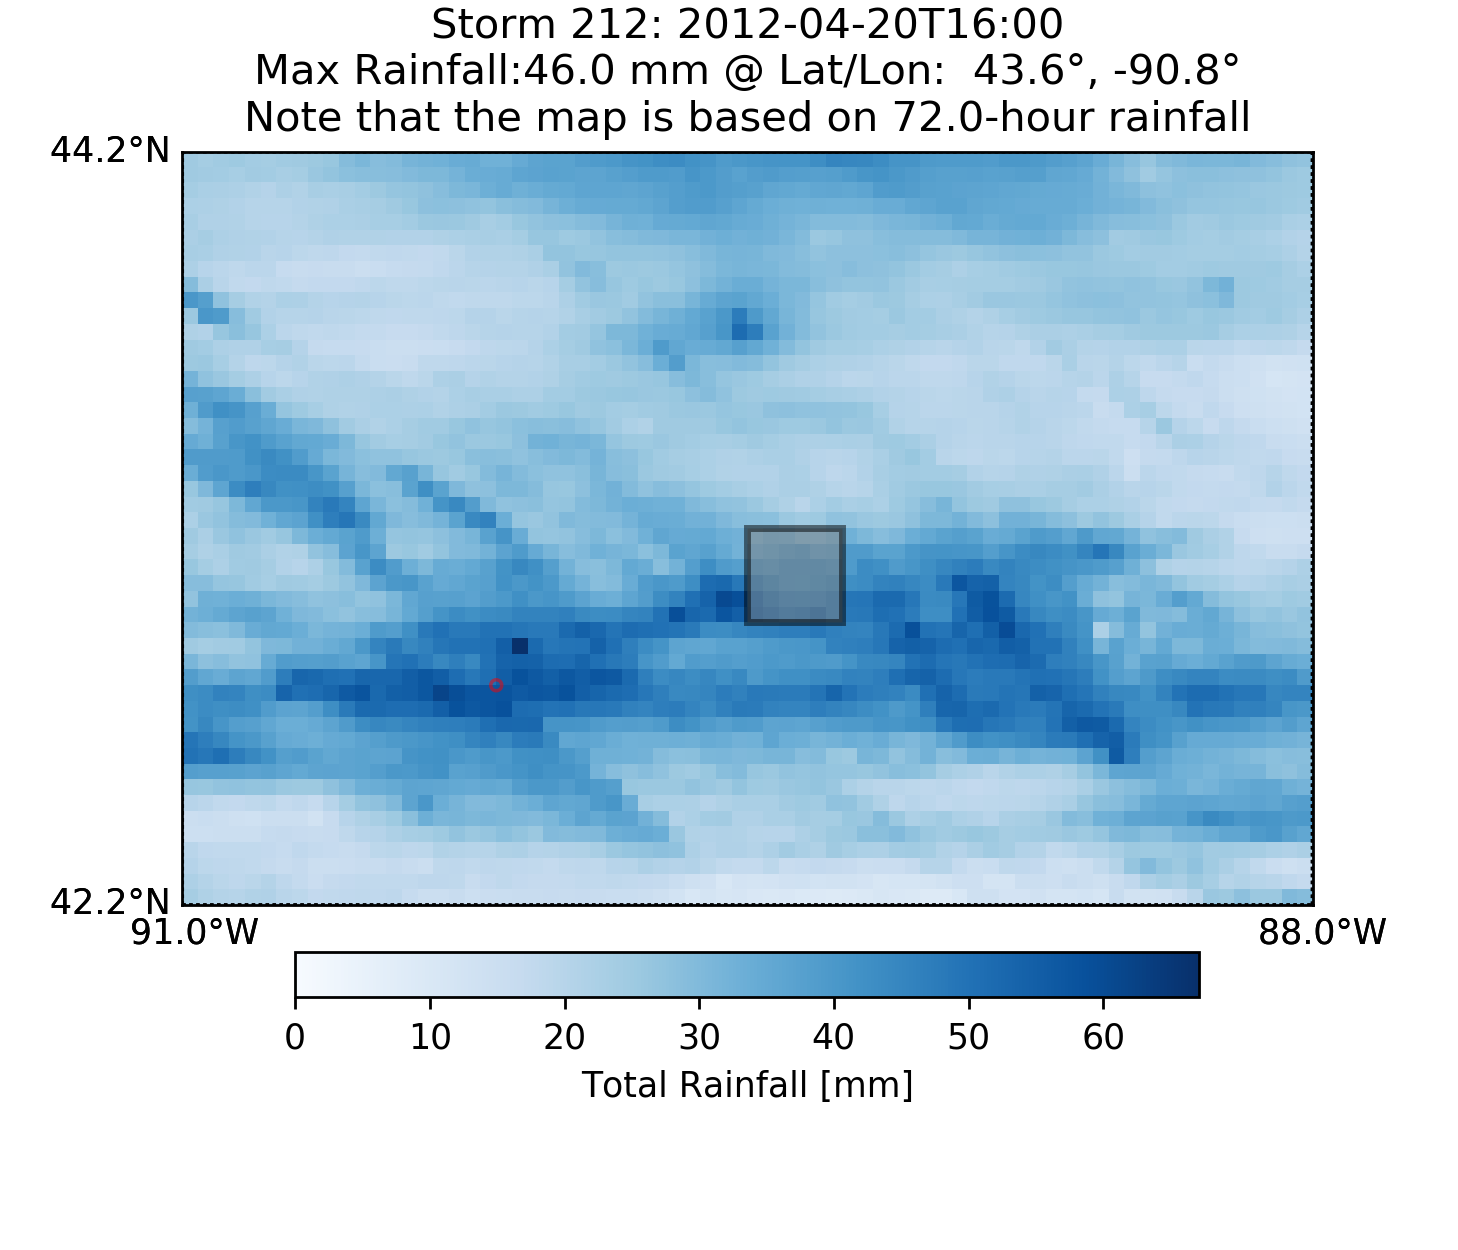 Storm 212: 2012-04-20T16:00
Max Rainfall:46.0 mm @ Lat/Lon:  43.6°, -90.8°
Note that the map is based on 72.0-hour rainfall
44.2°N
42.2°N
91.0°W 88.0°W
0 10 20 30 40 50 60
Total Rainfall [mm]